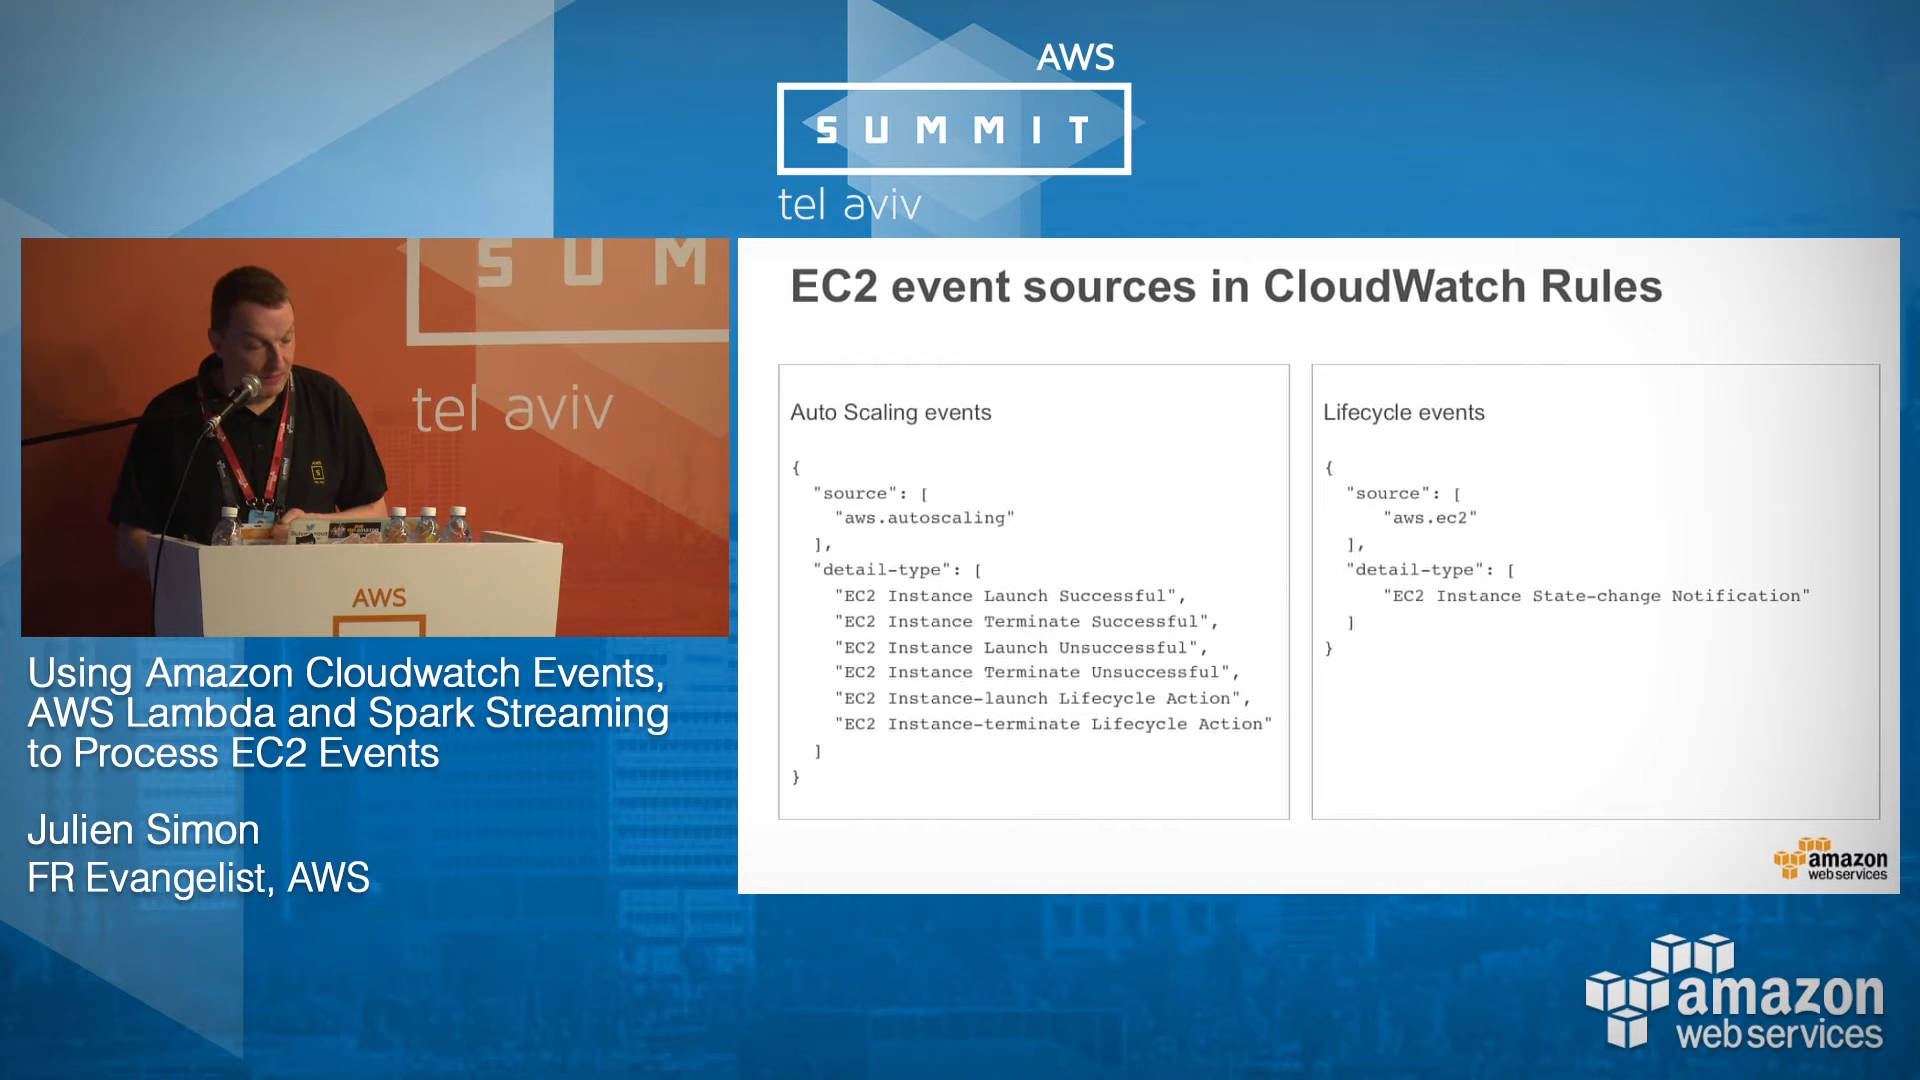 AWS
SUMMIT
tel aviv
SUM
tel aviv
AWS
Using Amazon Cloudwatch Events,
AWS Lambda and Spark Streaming
to Process EC2 Events
Julien Simon
FR Evangelist, AWS
EC2 event sources in CloudWatch Rules
Auto Scaling events
{
"source": [
"aws.autoscaling"
],
"detail-type": [
"EC2 Instance Launch Successful",
"EC2 Instance Terminate Successful",
"EC2 Instance Launch Unsuccessful",
"EC2 Instance Terminate Unsuccessful",
"EC2 Instance-launch Lifecycle Action",
"EC2 Instance-terminate Lifecycle Action"
]
}
Lifecycle events
{
"source": [
"aws.ec2"
],
"detail-type": [
"EC2 Instance State-change Notification"
]
}
amazon
web services
amazon
web services